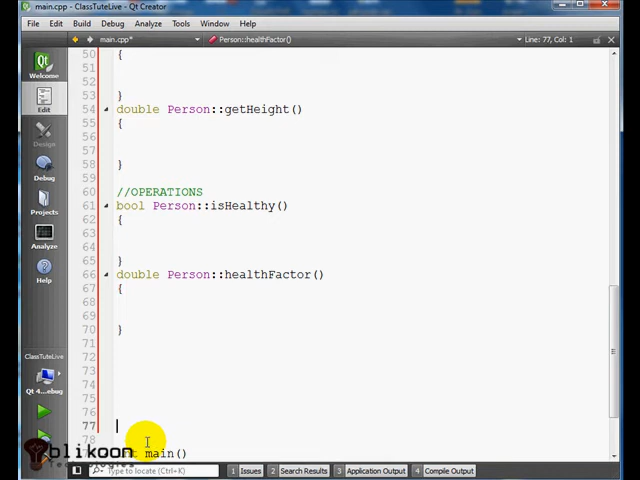 main.cpp - ClassTuteLive - Qt Creator
File Edit Build Debug Analyze Tools Window Help
main.cpp* Person::healthFactor() Line: 77, Col: 1
Welcome
Edit
Design
Debug
Projects
Analyze
Help
ClassTuteLive
Qt 4...ebug
50 {
51
52
53 }
54 double Person::getHeight()
55 {
56
57
58 }
59
60 //OPERATIONS
61 bool Person::isHealthy()
62 {
63
64
65 }
66 double Person::healthFactor()
67 {
68
69
70 }
71
72
73
74
75
76
77
78
main()
blikoon
Technologies
Type to locate (Ctrl+K) 1 Issues 2 Search Results 3 Application Output 4 Compile Output